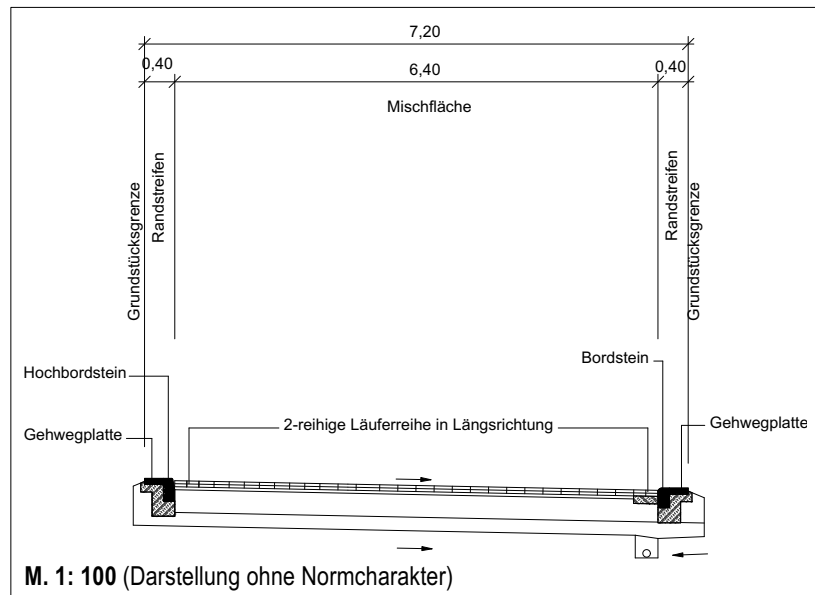 7,20
0,40
6,40
0,40
Mischfläche
Grundstücksgrenze
Randstreifen
Randstreifen
Grundstücksgrenze
Hochbordstein
Bordstein
Gehwegplatte
2-reihige Läuferreihe in Längsrichtung
Gehwegplatte
M. 1: 100 (Darstellung ohne Normcharakter)